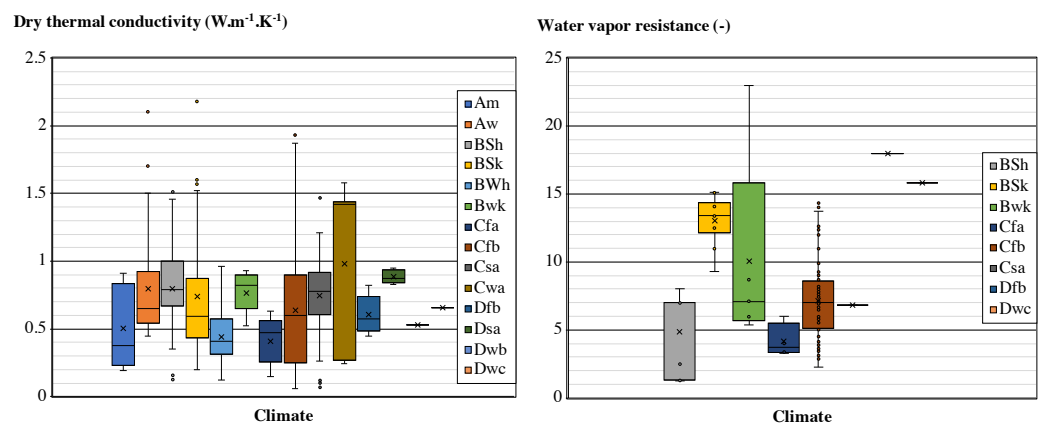 Dry thermal conductivity (W.m⁻¹.K⁻¹)
2.5
2
1.5
1
0.5
0
Climate
Am
Aw
BSh
BSk
BWh
Bwk
Cfa
Cfb
Csa
Cwa
Dfb
Dsa
Dwb
Dwc
Water vapor resistance (-)
25
20
15
10
5
0
Climate
BSh
BSk
Bwk
Cfa
Cfb
Csa
Dfb
Dwc